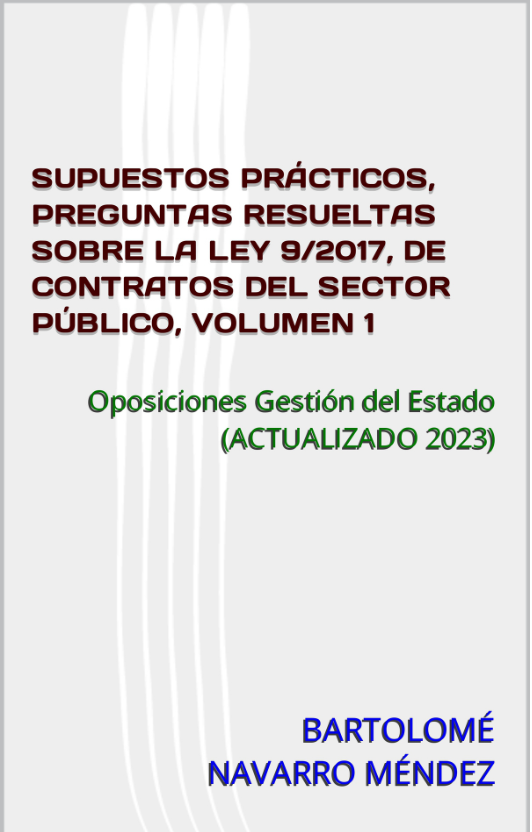 SUPUESTOS PRÁCTICOS,
PREGUNTAS RESUELTAS
SOBRE LA LEY 9/2017, DE
CONTRATOS DEL SECTOR
PÚBLICO, VOLUMEN 1
Oposiciones Gestión del Estado
(ACTUALIZADO 2023)
BARTOLOMÉ
NAVARRO MÉNDEZ